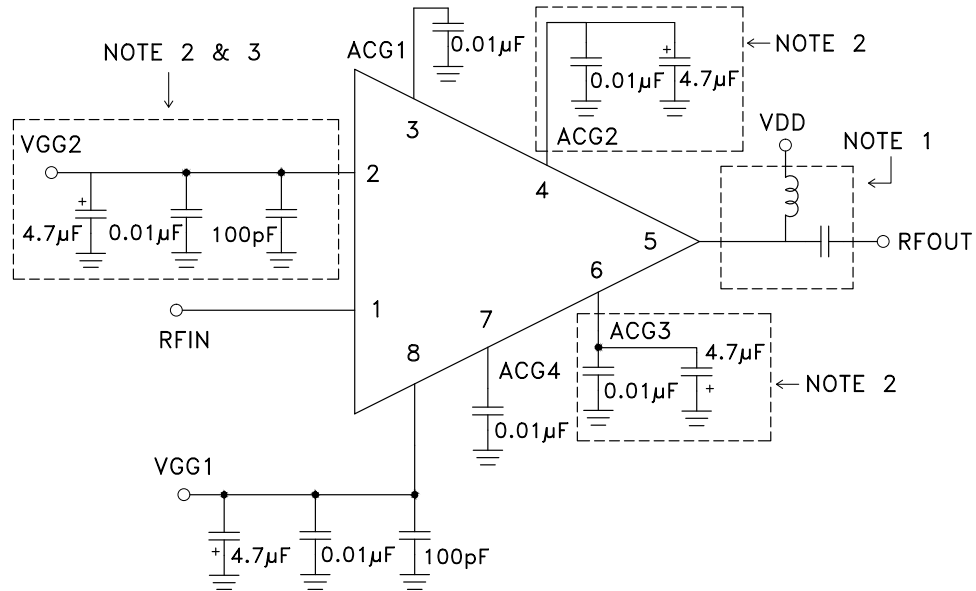 ACG1
0.01µF
NOTE 2 & 3
NOTE 2
0.01µF
+
4.7µF
ACG2
VDD
NOTE 1
VGG2
2
3
4
+
4.7µF
0.01µF
100pF
5
RFOUT
RFIN
1
6
7
8
ACG3
4.7µF
+
0.01µF
NOTE 2
ACG4
0.01µF
VGG1
+
4.7µF
0.01µF
100pF